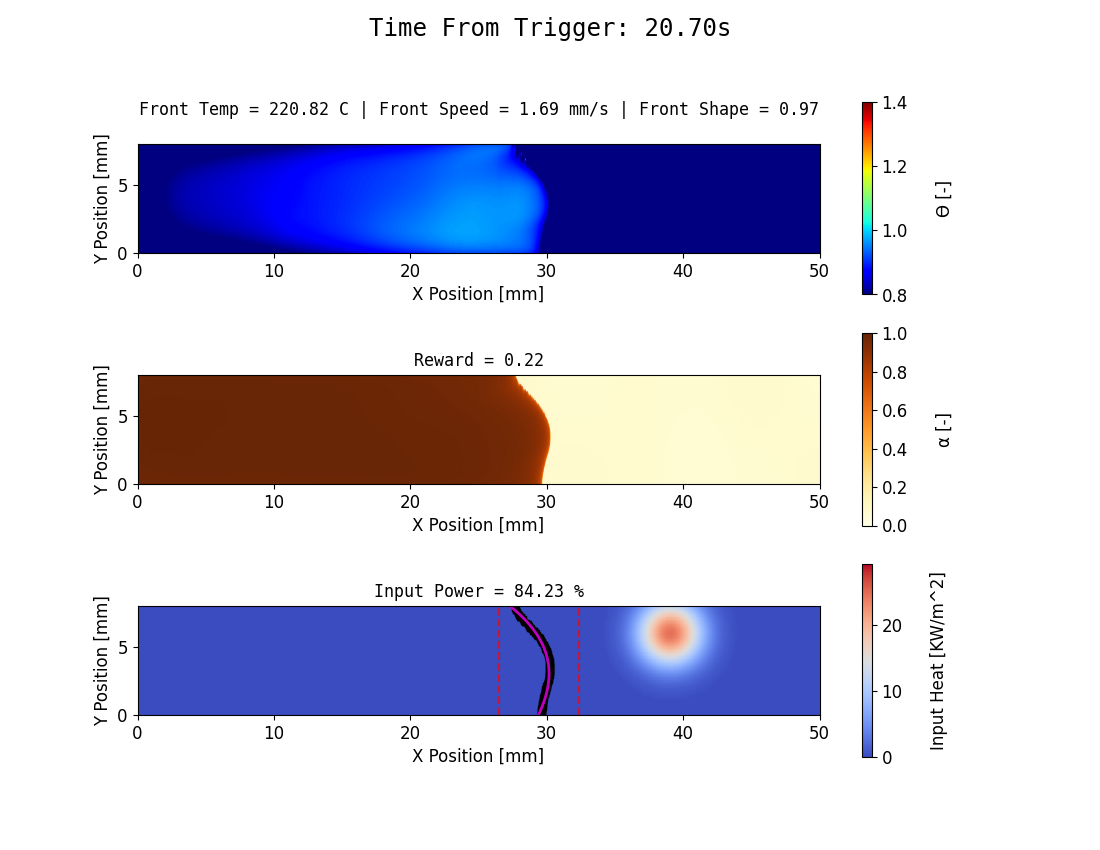 Time From Trigger: 20.70s
Front Temp = 220.82 C | Front Speed = 1.69 mm/s | Front Shape = 0.97
Y Position [mm]
5
0
0 10 20 30 40 50
X Position [mm]
1.4
1.2
1.0
0.8
Θ [-]
Reward = 0.22
Y Position [mm]
5
0
0 10 20 30 40 50
X Position [mm]
1.0
0.8
0.6
0.4
0.2
0.0
α [-]
Input Power = 84.23 %
Y Position [mm]
5
0
0 10 20 30 40 50
X Position [mm]
20
10
0
Input Heat [KW/m^2]